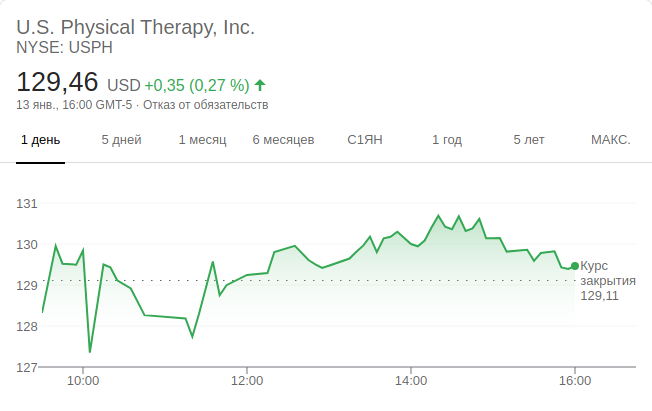 U.S. Physical Therapy, Inc.
NYSE: USPH
129,46 USD +0,35 (0,27 %)
13 янв., 16:00 GMT-5 · Отказ от обязательств
1 день 5 дней 1 месяц 6 месяцев С1ЯН 1 год 5 лет МАКС.
131
130
129
128
127
Курс
закрытия
129,11
10:00 12:00 14:00 16:00